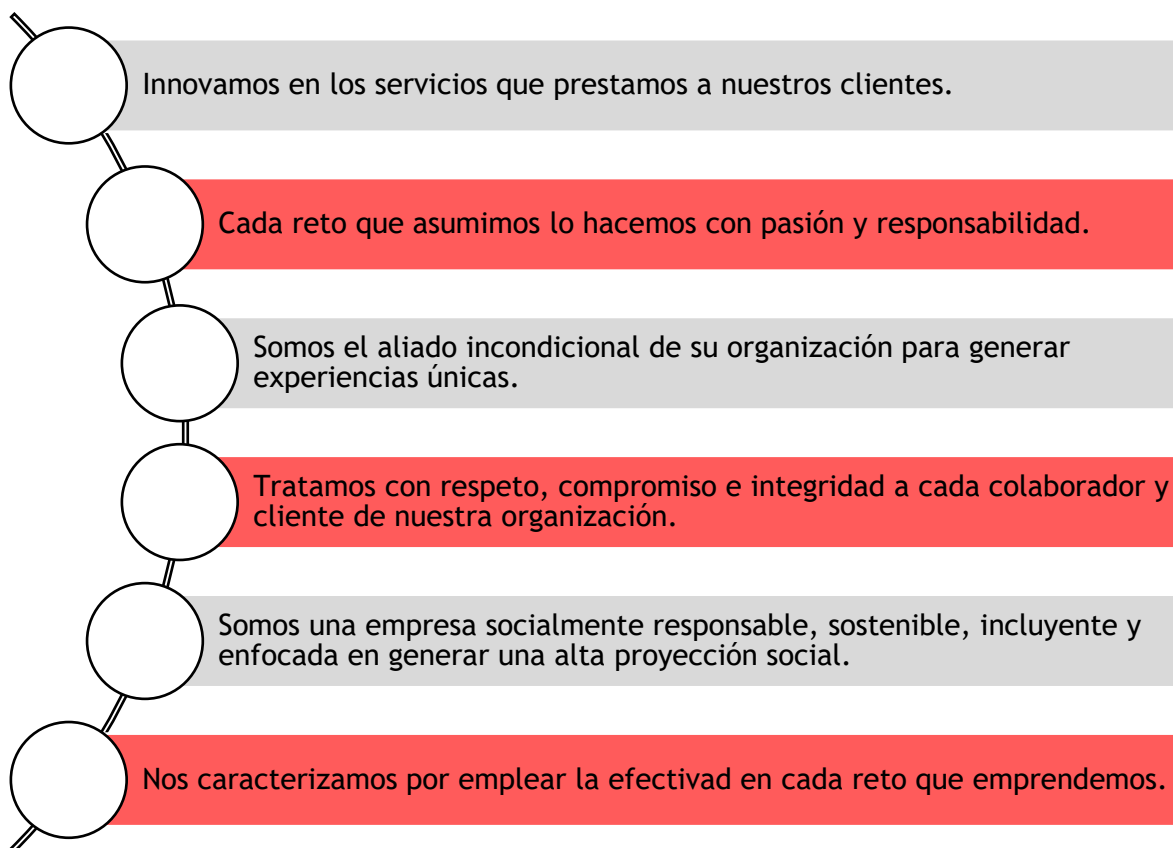 Innovamos en los servicios que prestamos a nuestros clientes.
Cada reto que asumimos lo hacemos con pasión y responsabilidad.
Somos el aliado incondicional de su organización para generar
experiencias únicas.
Tratamos con respeto, compromiso e integridad a cada colaborador y
cliente de nuestra organización.
Somos una empresa socialmente responsable, sostenible, incluyente y
enfocada en generar una alta proyección social.
Nos caracterizamos por emplear la efectivad en cada reto que emprendemos.